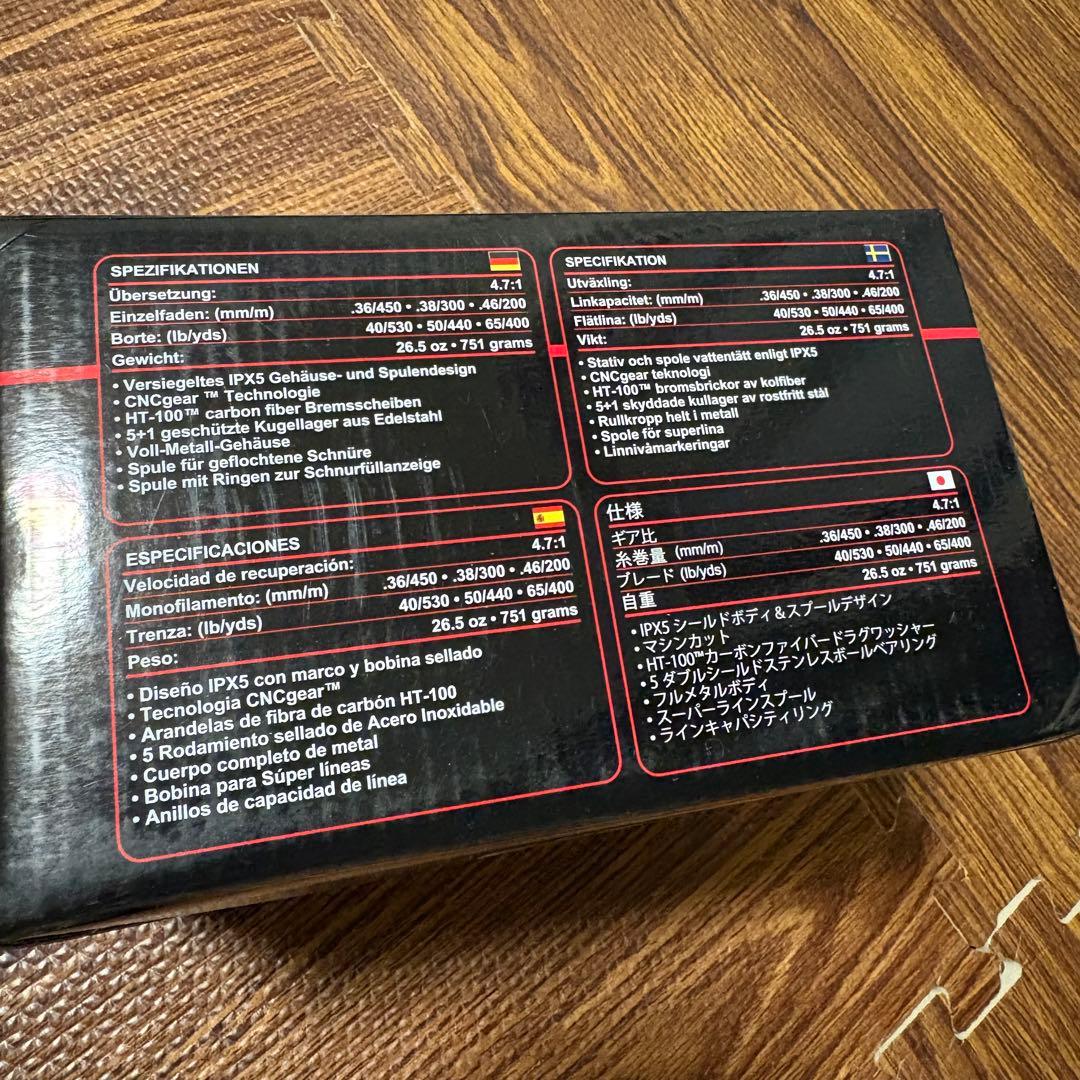 SPEZIFIKATIONEN
Übersetzung: 4.7:1
Einzelfaden: (mm/m) .36/450 • .38/300 • .46/200
Borte: (lb/yds) 40/530 • 50/440 • 65/400
Gewicht: 26.5 oz • 751 grams
• Versiegeltes IPX5 Gehäuse- und Spulendesign
• CNCgear ™ Technologie
• HT-100™ carbon fiber Bremsscheiben
• 5+1 geschützte Kugellager aus Edelstahl
• Voll-Metall-Gehäuse
• Spule für geflochtene Schnüre
• Spule mit Ringen zur Schnurfüllanzeige
SPECIFIKATION
Utväxling: 4.7:1
Linkapacitet: (mm/m) .36/450 • .38/300 • .46/200
Flätlina: (lb/yds) 40/530 • 50/440 • 65/400
Vikt: 26.5 oz • 751 grams
• Stativ och spole vattentätt enligt IPX5
• CNCgear teknologi
• HT-100™ bromsbrickor av kolfiber
• 5+1 skyddade kullager av rostfritt stål
• Rullkropp helt i metall
• Spole för superlina
• Linnivåmarkeringar
ESPECIFICACIONES
Velocidad de recuperación: 4.7:1
Monofilamento: (mm/m) .36/450 • .38/300 • .46/200
Trenza: (lb/yds) 40/530 • 50/440 • 65/400
Peso: 26.5 oz • 751 grams
• Diseño IPX5 con marco y bobina sellado
• Tecnologia CNCgear™
• Arandelas de fibra de carbón HT-100
• 5 Rodamiento sellado de Acero Inoxidable
• Cuerpo completo de metal
• Bobina para Súper líneas
• Anillos de capacidad de línea
仕様
ギア比 4.7:1
糸巻量 (mm/m) .36/450 • .38/300 • .46/200
ブレード (lb/yds) 40/530 • 50/440 • 65/400
自重 26.5 oz • 751 grams
• IPX5 シールドボディ＆スプールデザイン
• マシンカット
• HT-100™カーボンファイバードラグワッシャー
• 5 ダブルシールドステンレスボールベアリング
• フルメタルボディ
• スーパーラインスプール
• ラインキャパシティリング